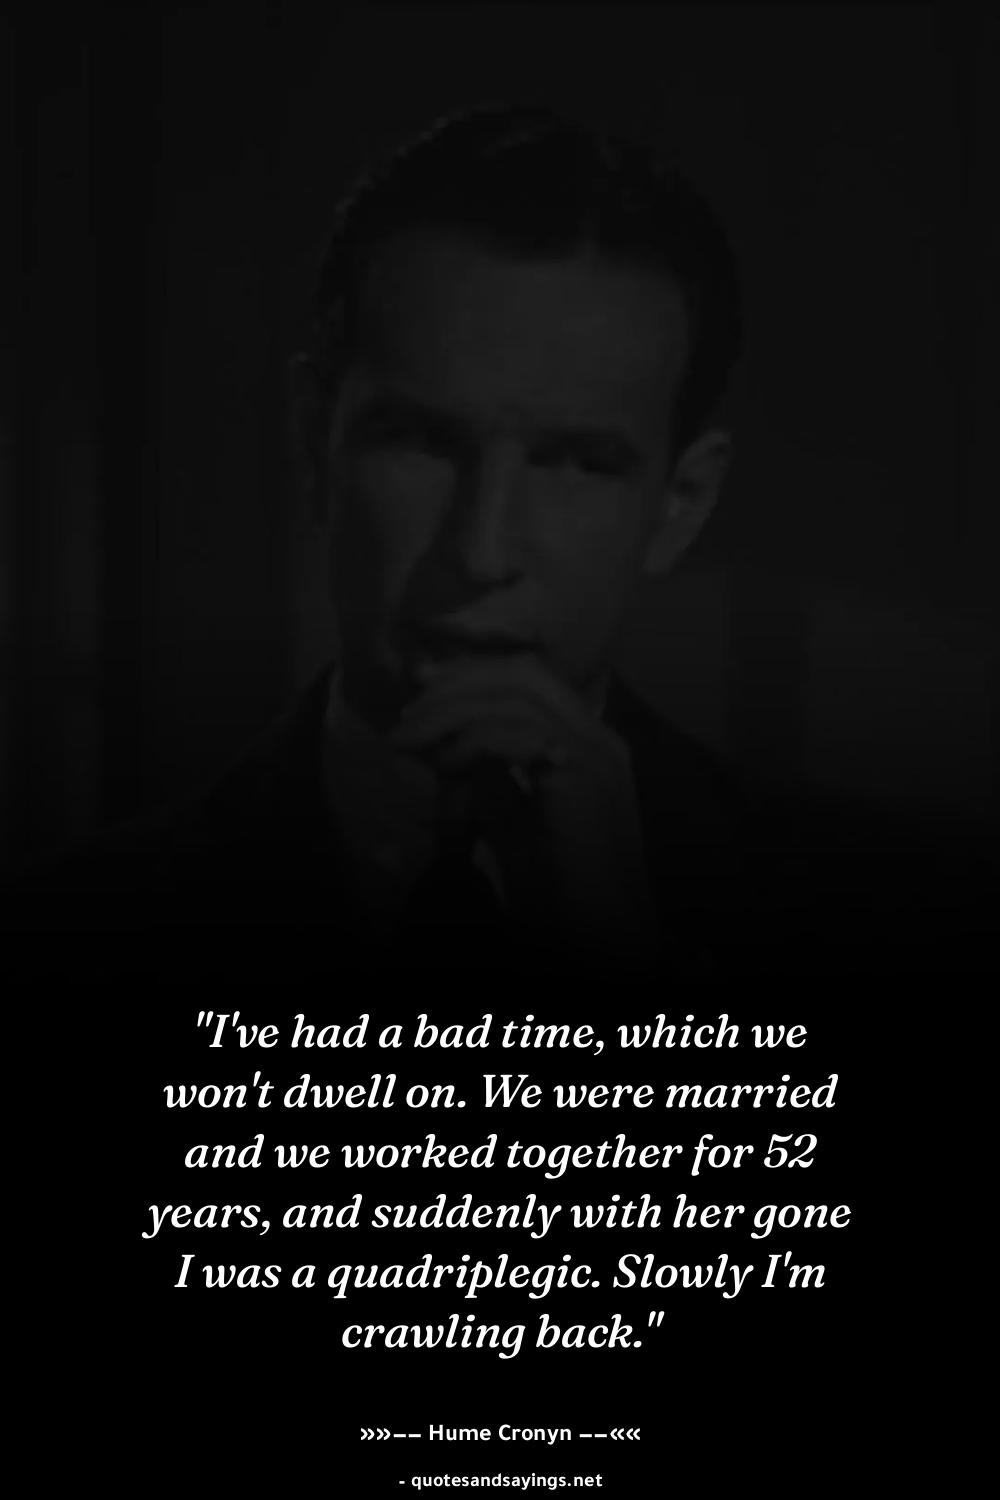 "I've had a bad time, which we
won't dwell on. We were married
and we worked together for 52
years, and suddenly with her gone
I was a quadriplegic. Slowly I'm
crawling back."
»»−− Hume Cronyn −−««
- quotesandsayings.net